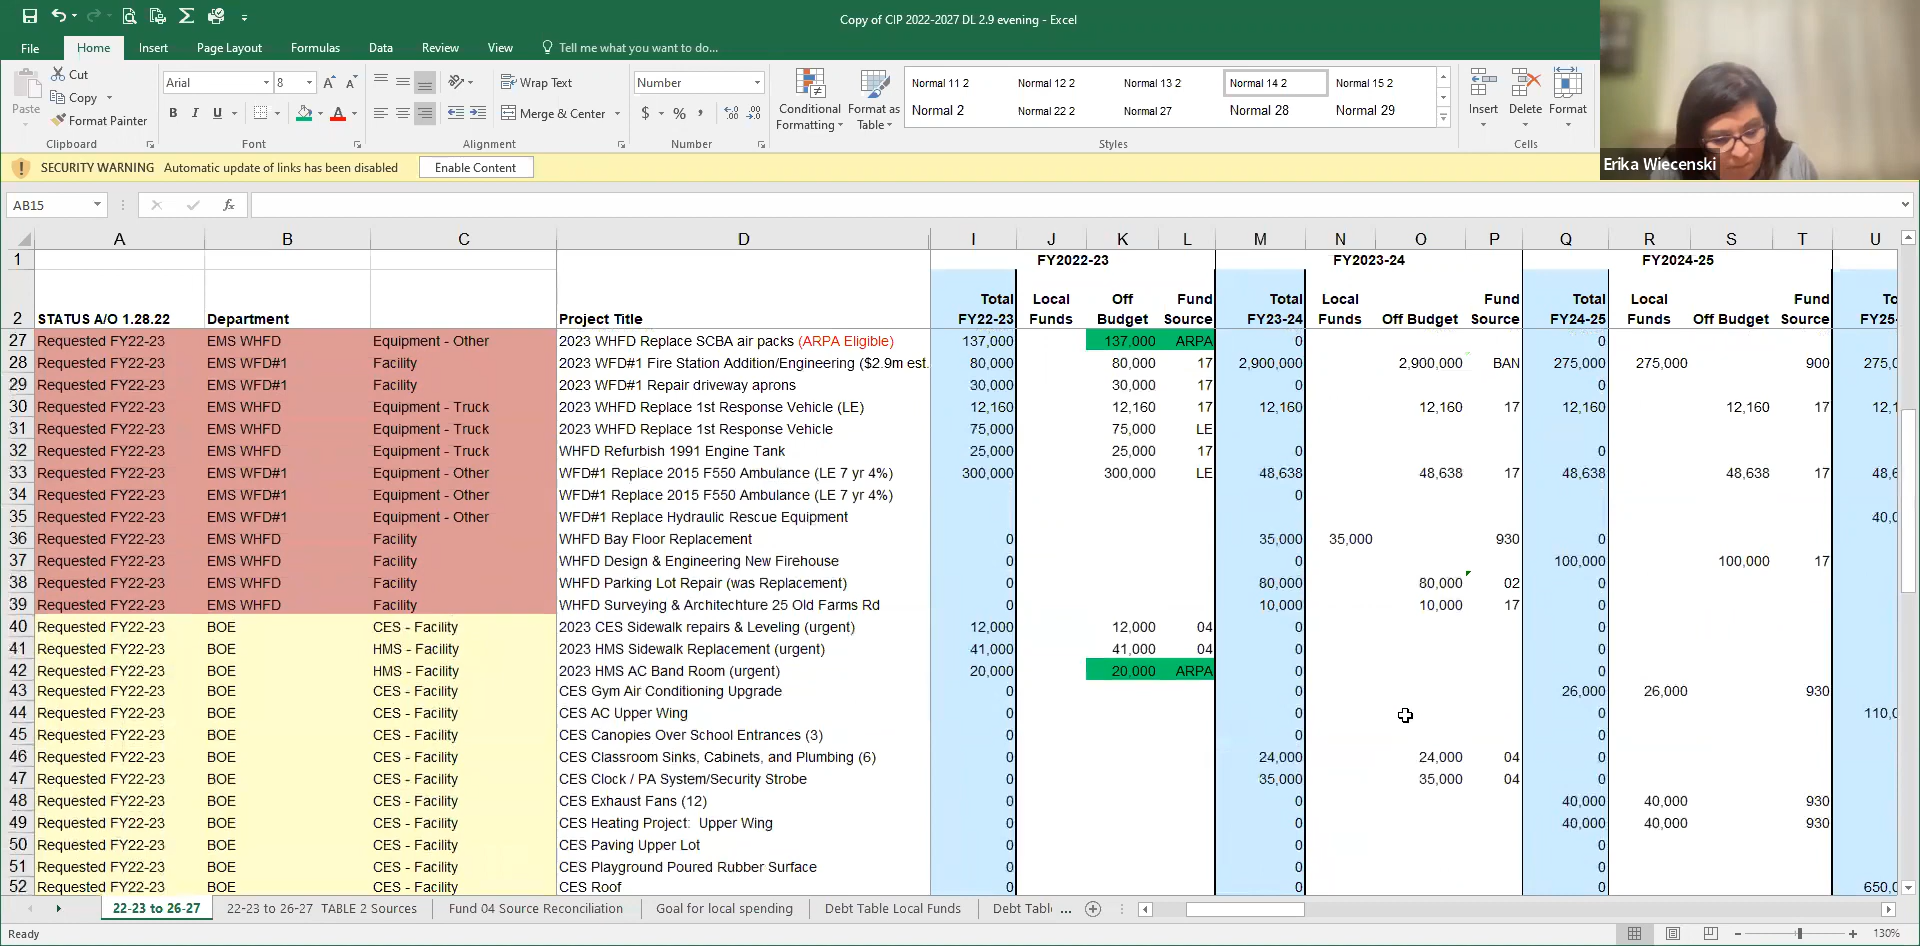 Copy of CIP 2022-2027 DL 2.9 evening - Excel
File Home Insert Page Layout Formulas Data Review View Tell me what you want to do...
Paste Cut Copy Format Painter Clipboard
Arial 8 B I U A Font
Wrap Text Merge & Center Alignment
Number $ % Number
Conditional Formatting Format as Table
Normal 11 2 Normal 12 2 Normal 13 2 Normal 14 2 Normal 15 2
Normal 2 Normal 22 2 Normal 27 Normal 28 Normal 29
Styles
Insert Delete Format Cells
Erika Wiecenski
SECURITY WARNING Automatic update of links has been disabled Enable Content
AB15 fx
A B C D I J K L M N O P Q R S T U
1 FY2022-23 FY2023-24 FY2024-25
Total Local Off Fund Total Local Fund Total Local Fund To
2 STATUS A/O 1.28.22 Department Project Title FY22-23 Funds Budget Source FY23-24 Funds Off Budget Source FY24-25 Funds Off Budget Source FY25-
27 Requested FY22-23 EMS WHFD Equipment - Other 2023 WHFD Replace SCBA air packs (ARPA Eligible) 137,000 137,000 ARPA 0 0
28 Requested FY22-23 EMS WFD#1 Facility 2023 WFD#1 Fire Station Addition/Engineering ($2.9m est. 80,000 80,000 17 2,900,000 2,900,000 BAN 275,000 275,000 900 275,0
29 Requested FY22-23 EMS WFD#1 Facility 2023 WFD#1 Repair driveway aprons 30,000 30,000 17 0 0
30 Requested FY22-23 EMS WHFD Equipment - Truck 2023 WHFD Replace 1st Response Vehicle (LE) 12,160 12,160 17 12,160 12,160 17 12,160 12,160 17 12,1
31 Requested FY22-23 EMS WHFD Equipment - Truck 2023 WHFD Replace 1st Response Vehicle 75,000 75,000 LE
32 Requested FY22-23 EMS WHFD Equipment - Truck WHFD Refurbish 1991 Engine Tank 25,000 25,000 17 0 0
33 Requested FY22-23 EMS WFD#1 Equipment - Other WFD#1 Replace 2015 F550 Ambulance (LE 7 yr 4%) 300,000 300,000 LE 48,638 48,638 17 48,638 48,638 17 48,6
34 Requested FY22-23 EMS WFD#1 Equipment - Other WFD#1 Replace 2015 F550 Ambulance (LE 7 yr 4%) 0
35 Requested FY22-23 EMS WFD#1 Equipment - Other WFD#1 Replace Hydraulic Rescue Equipment 40,0
36 Requested FY22-23 EMS WHFD Facility WHFD Bay Floor Replacement 0 35,000 35,000 930 0
37 Requested FY22-23 EMS WHFD Facility WHFD Design & Engineering New Firehouse 0 100,000 100,000 17
38 Requested FY22-23 EMS WHFD Facility WHFD Parking Lot Repair (was Replacement) 0 80,000 80,000 02 0
39 Requested FY22-23 EMS WHFD Facility WHFD Surveying & Architechture 25 Old Farms Rd 0 10,000 10,000 17 0
40 Requested FY22-23 BOE CES - Facility 2023 CES Sidewalk repairs & Leveling (urgent) 12,000 12,000 04 0 0
41 Requested FY22-23 BOE HMS - Facility 2023 HMS Sidewalk Replacement (urgent) 41,000 41,000 04 0 0
42 Requested FY22-23 BOE HMS - Facility 2023 HMS AC Band Room (urgent) 20,000 20,000 ARPA 0 0
43 Requested FY22-23 BOE CES - Facility CES Gym Air Conditioning Upgrade 0 0 26,000 26,000 930
44 Requested FY22-23 BOE CES - Facility CES AC Upper Wing 0 0 0 110,0
45 Requested FY22-23 BOE CES - Facility CES Canopies Over School Entrances (3) 0 0 0
46 Requested FY22-23 BOE CES - Facility CES Classroom Sinks, Cabinets, and Plumbing (6) 0 24,000 24,000 04 0
47 Requested FY22-23 BOE CES - Facility CES Clock / PA System/Security Strobe 0 35,000 35,000 04 0
48 Requested FY22-23 BOE CES - Facility CES Exhaust Fans (12) 0 0 40,000 40,000 930
49 Requested FY22-23 BOE CES - Facility CES Heating Project: Upper Wing 0 0 40,000 40,000 930
50 Requested FY22-23 BOE CES - Facility CES Paving Upper Lot 0 0 0
51 Requested FY22-23 BOE CES - Facility CES Playground Poured Rubber Surface 0 0 0
52 Requested FY22-23 BOE CES - Facility CES Roof 0 0 0 650,0
22-23 to 26-27 22-23 to 26-27 TABLE 2 Sources Fund 04 Source Reconciliation Goal for local spending Debt Table Local Funds Debt Tabl ...
Ready 130%